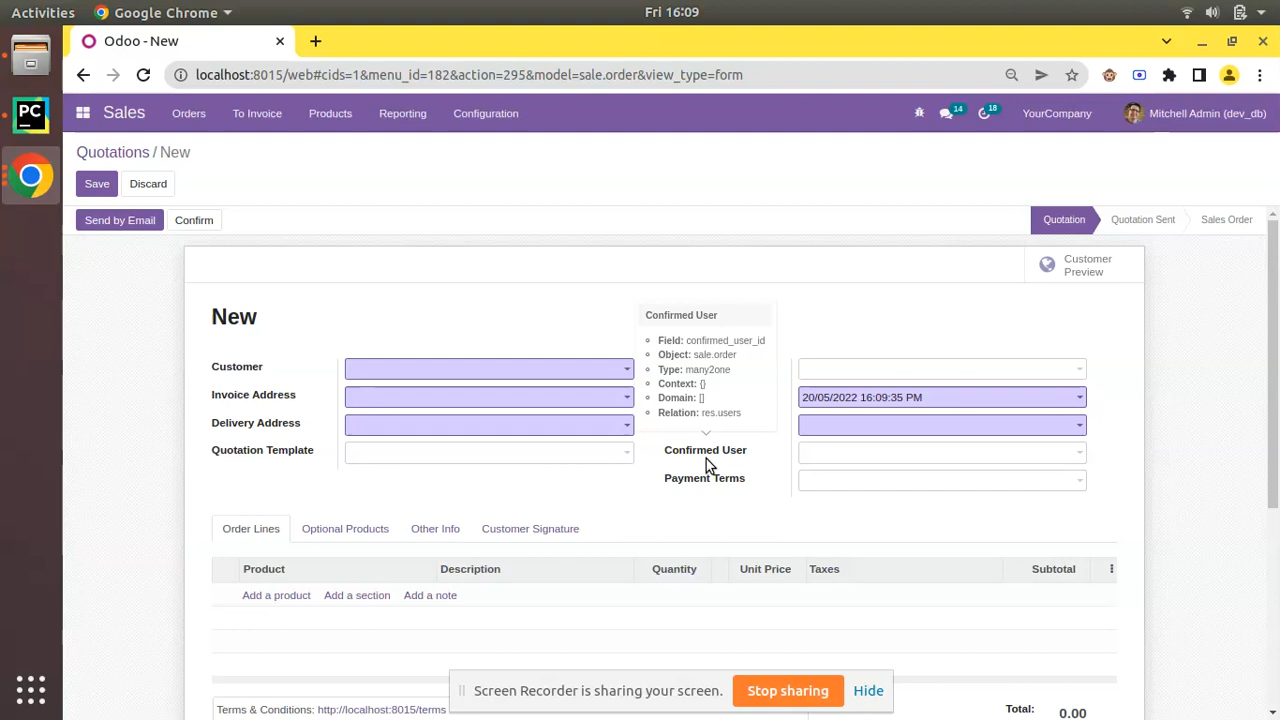 Activities Google Chrome Fri 16:09
Odoo - New
localhost:8015/web#cids=1&menu_id=182&action=295&model=sale.order&view_type=form
Sales Orders To Invoice Products Reporting Configuration 14 18 YourCompany Mitchell Admin (dev_db)
PC
Quotations / New
Save Discard
Send by Email Confirm Quotation Quotation Sent Sales Order
Customer
Preview
New
Confirmed User
Field: confirmed_user_id
Object: sale.order
Type: many2one
Context: {}
Domain: []
Relation: res.users
Customer
Invoice Address 20/05/2022 16:09:35 PM
Delivery Address
Quotation Template Confirmed User
Payment Terms
Order Lines Optional Products Other Info Customer Signature
Product Description Quantity Unit Price Taxes Subtotal
Add a product Add a section Add a note
Screen Recorder is sharing your screen. Stop sharing Hide
Terms & Conditions: http://localhost:8015/terms Total: 0.00